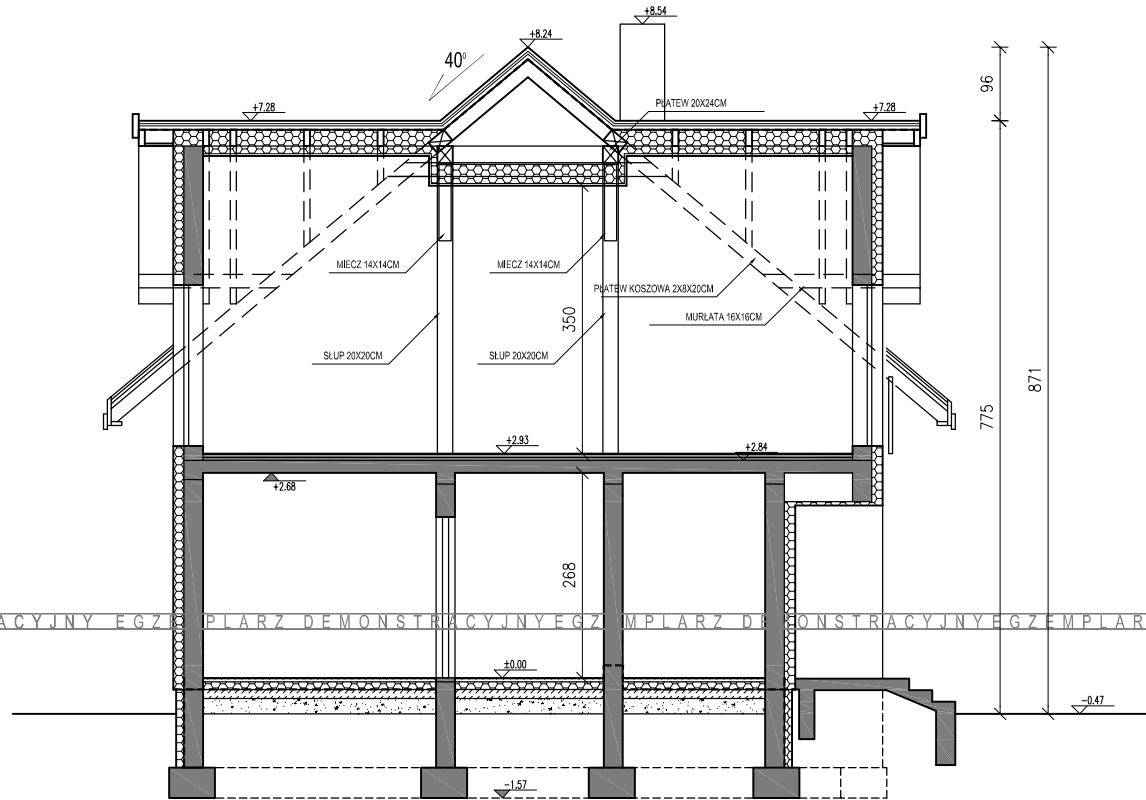 +8.54
+8.24
40°
96
PŁATEW 20X24CM
+7.28
+7.28
MIECZ 14X14CM
MIECZ 14X14CM
PŁATEW KOSZOWA 2X8X20CM
350
MURŁATA 16X16CM
SŁUP 20X20CM
SŁUP 20X20CM
871
775
+2.93
+2.84
+2.68
268
ACYJNY EGZEMPLARZ DEMONSTRACYJNY EGZEMPLARZ DEMONSTRACYJNY EGZEMPLAR
±0.00
-0.47
-1.57